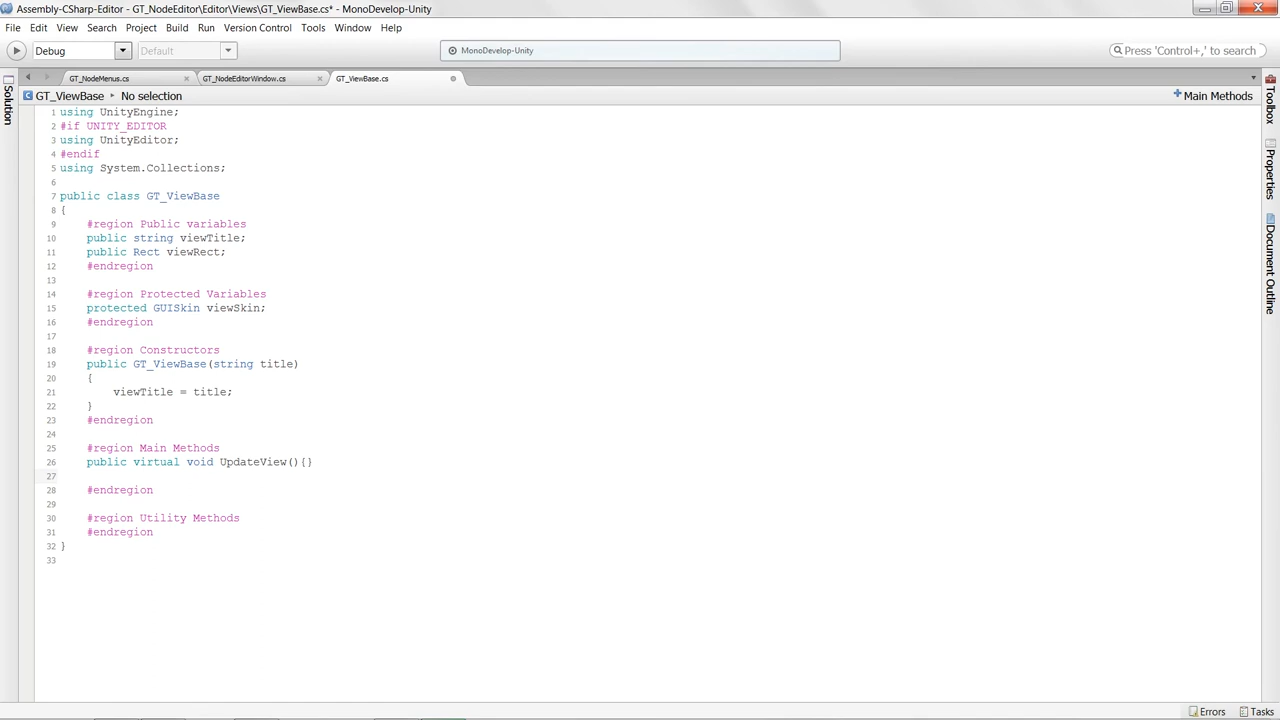 Assembly-CSharp-Editor - GT_NodeEditor\Editor\Views\GT_ViewBase.cs* - MonoDevelop-Unity
File Edit View Search Project Build Run Version Control Tools Window Help
Debug Default MonoDevelop-Unity Press 'Control+,' to search
GT_NodeMenus.cs GT_NodeEditorWindow.cs GT_ViewBase.cs
GT_ViewBase No selection Main Methods
Solution
Toolbox
Properties
Document Outline
1 using UnityEngine;
2 #if UNITY_EDITOR
3 using UnityEditor;
4 #endif
5 using System.Collections;
6
7 public class GT_ViewBase
8 {
9 #region Public variables
10 public string viewTitle;
11 public Rect viewRect;
12 #endregion
13
14 #region Protected Variables
15 protected GUISkin viewSkin;
16 #endregion
17
18 #region Constructors
19 public GT_ViewBase(string title)
20 {
21 viewTitle = title;
22 }
23 #endregion
24
25 #region Main Methods
26 public virtual void UpdateView(){}
27
28 #endregion
29
30 #region Utility Methods
31 #endregion
32 }
33
Errors Tasks